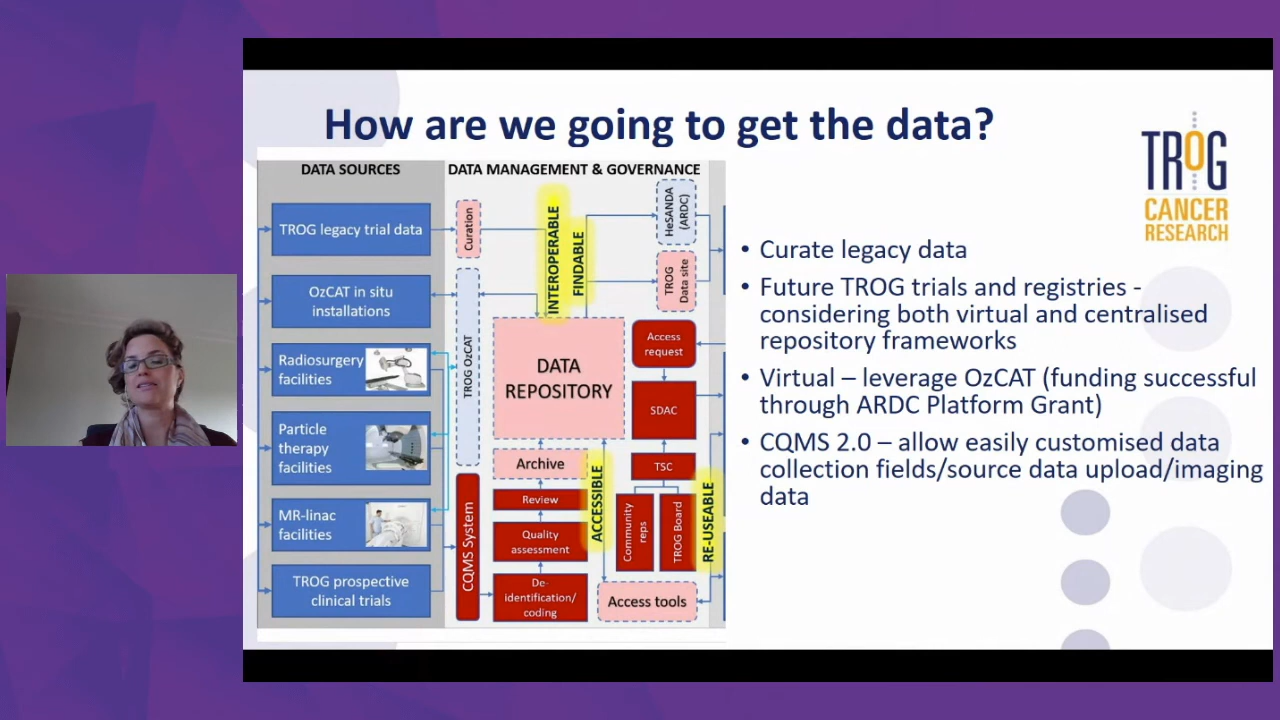 How are we going to get the data?
TROG
CANCER
RESEARCH
DATA SOURCES
DATA MANAGEMENT & GOVERNANCE
TROG legacy trial data
OzCAT in situ
installations
Radiosurgery
facilities
Particle
therapy
facilities
MR-linac
facilities
TROG prospective
clinical trials
Curation
TROG OzCAT
CQMS System
INTEROPERABLE
FINDABLE
HeSANDA
(ARDC)
TROG
Data site
DATA
REPOSITORY
Access
request
SDAC
TSC
Archive
Review
Quality
assessment
De-
identification/
coding
ACCESSIBLE
Community
reps
TROG Board
RE-USEABLE
Access tools
• Curate legacy data
• Future TROG trials and registries -
considering both virtual and centralised
repository frameworks
• Virtual – leverage OzCAT (funding successful
through ARDC Platform Grant)
• CQMS 2.0 – allow easily customised data
collection fields/source data upload/imaging
data